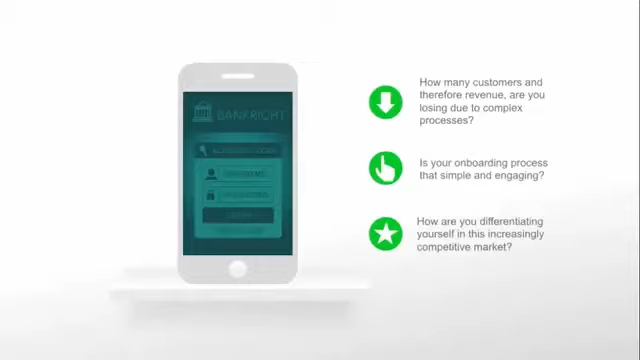 BANKRIGHT
How many customers and
therefore revenue, are you
losing due to complex
processes?
Is your onboarding process
that simple and engaging?
How are you differentiating
yourself in this increasingly
competitive market?